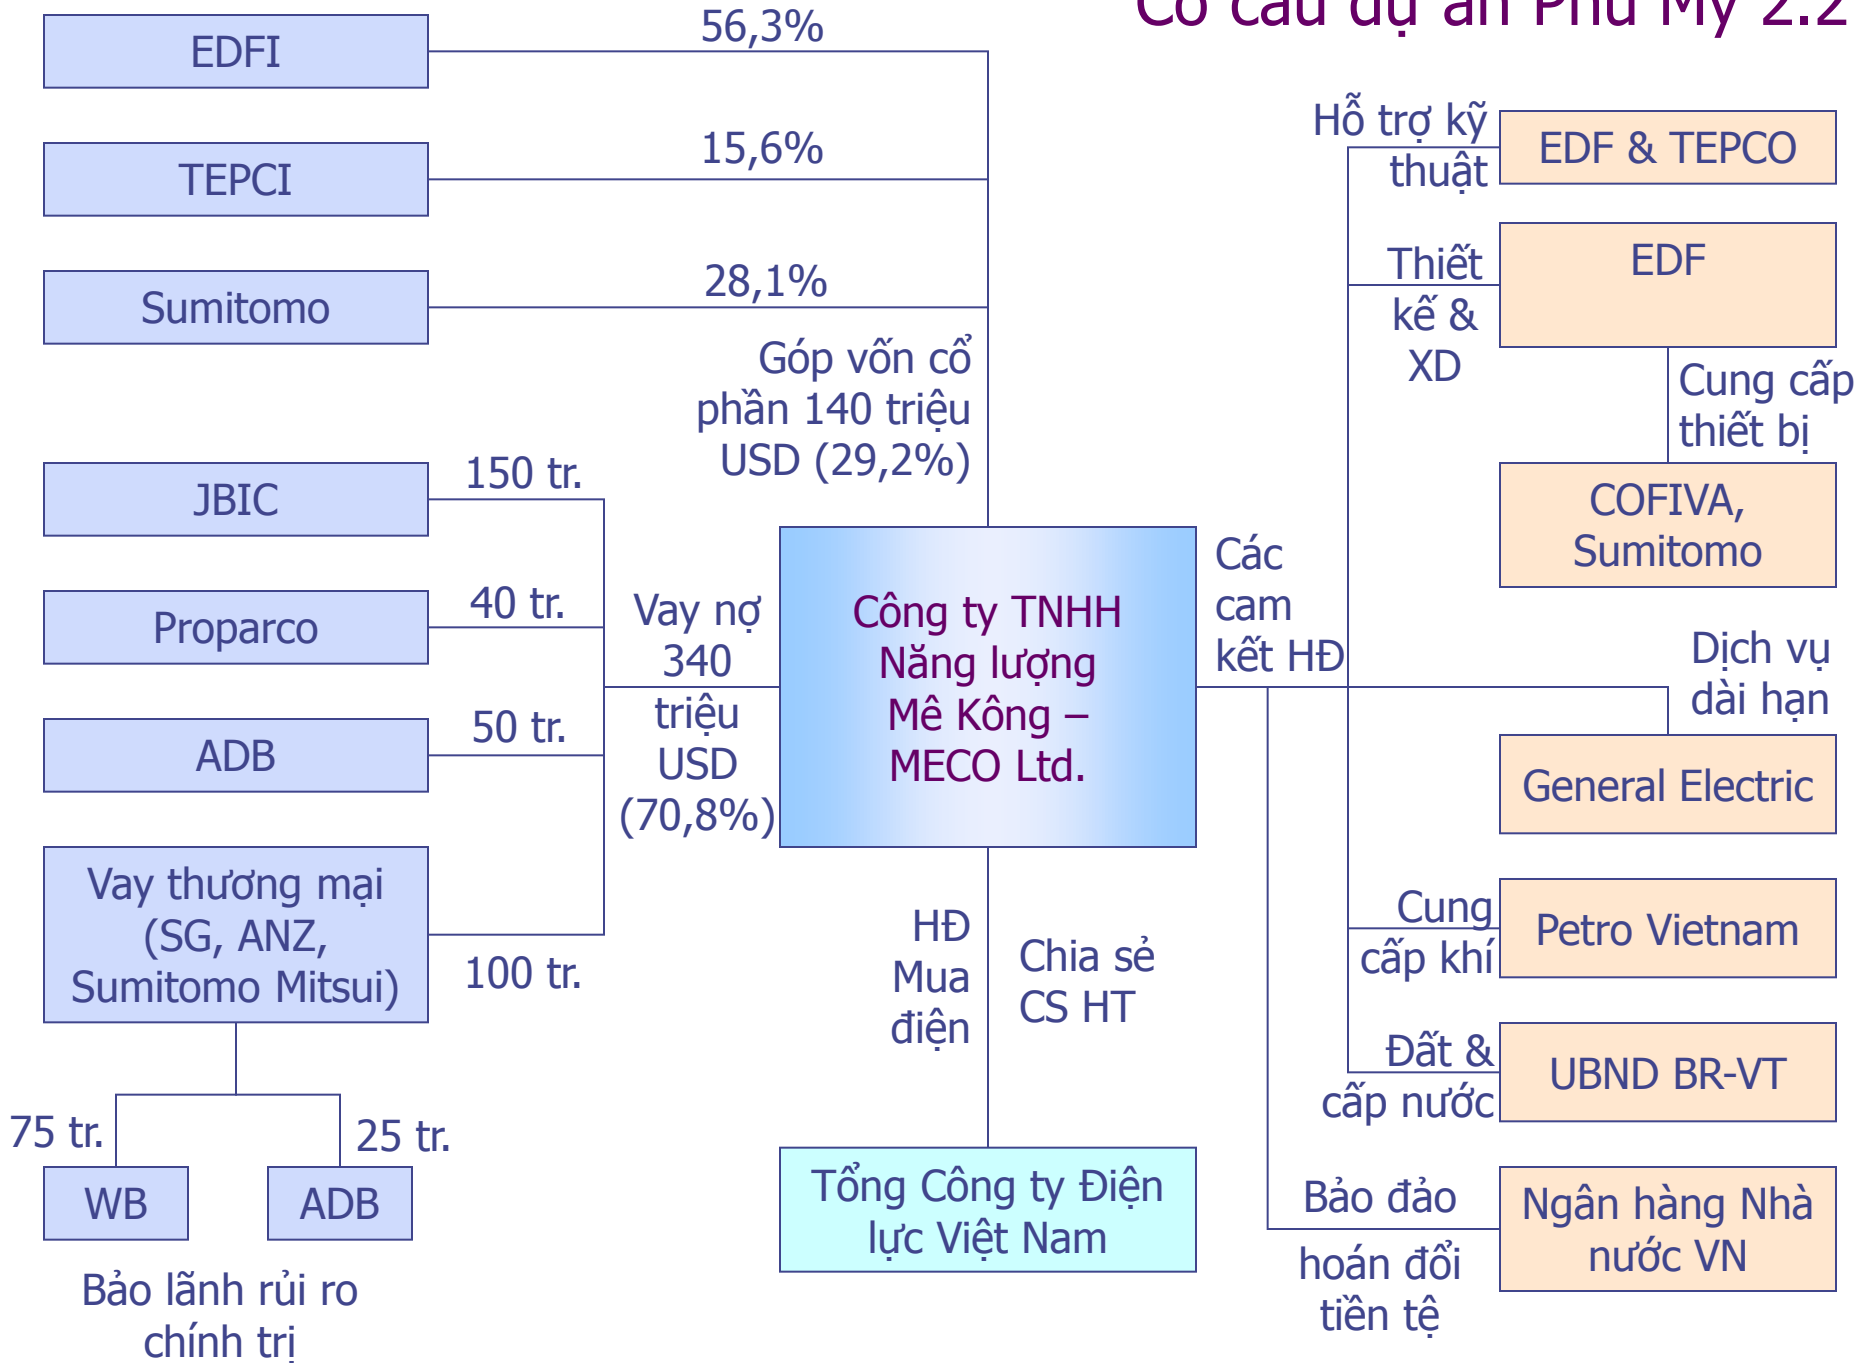 Cơ cấu dự án Phú Mỹ 2.2
EDFI
56,3%
TEPCI
15,6%
Sumitomo
28,1%
Góp vốn cổ
phần 140 triệu
USD (29,2%)
JBIC
150 tr.
Proparco
40 tr.
ADB
50 tr.
Vay thương mại
(SG, ANZ,
Sumitomo Mitsui)
100 tr.
Vay nợ
340
triệu
USD
(70,8%)
75 tr.
25 tr.
WB
ADB
Bảo lãnh rủi ro
chính trị
Công ty TNHH
Năng lượng
Mê Kông –
MECO Ltd.
HĐ
Mua
điện
Chia sẻ
CS HT
Tổng Công ty Điện
lực Việt Nam
Các
cam
kết HĐ
Hỗ trợ kỹ
thuật
EDF & TEPCO
Thiết
kế &
XD
EDF
Cung cấp
thiết bị
COFIVA,
Sumitomo
Dịch vụ
dài hạn
General Electric
Cung
cấp khí
Petro Vietnam
Đất &
cấp nước
UBND BR-VT
Bảo đảo
hoán đổi
tiền tệ
Ngân hàng Nhà
nước VN